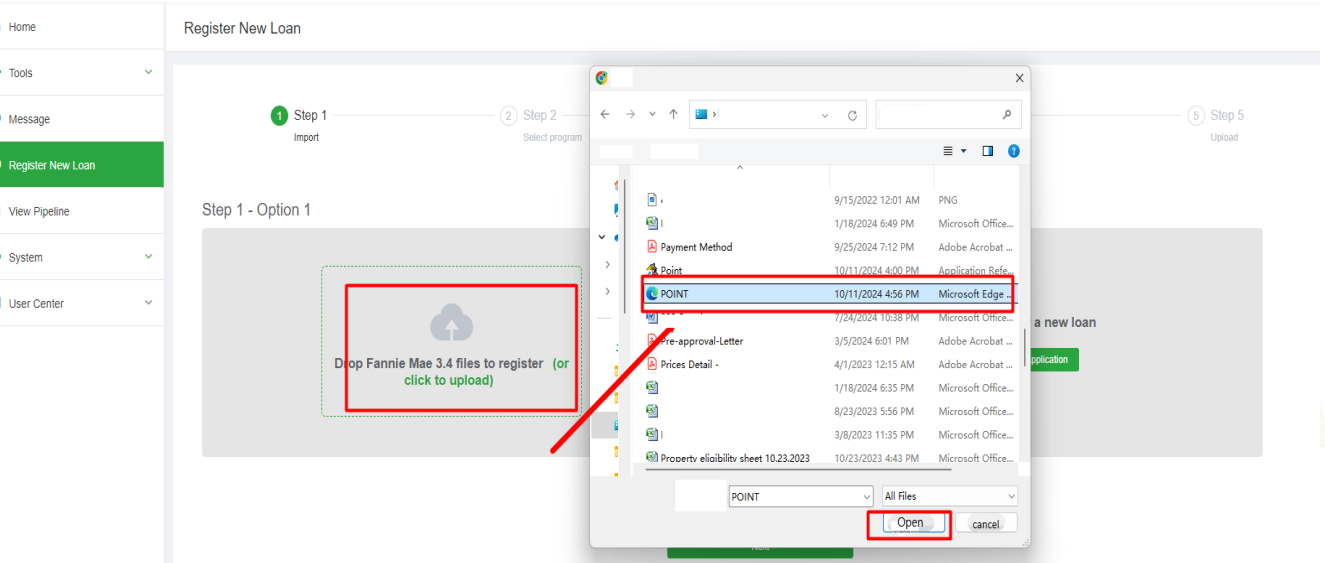 Home
Register New Loan
Tools
Message
Register New Loan
View Pipeline
System
User Center
1 Step 1
Import
2 Step 2
Select program
5 Step 5
Upload
Step 1 - Option 1
Drop Fannie Mae 3.4 files to register (or
click to upload)
9/15/2022 12:01 AM PNG
1/18/2024 6:49 PM Microsoft Office...
Payment Method 9/25/2024 7:12 PM Adobe Acrobat ...
Point 10/11/2024 4:00 PM Application Refe...
POINT 10/11/2024 4:56 PM Microsoft Edge ...
7/24/2024 10:38 PM Microsoft Office...
Pre-approval-Letter 3/5/2024 6:01 PM Adobe Acrobat ...
Prices Detail - 4/1/2023 12:15 AM Adobe Acrobat ...
1/18/2024 6:35 PM Microsoft Office...
8/23/2023 5:56 PM Microsoft Office...
3/8/2023 11:35 PM Microsoft Office...
Property eligibility sheet 10.23.2023 10/23/2023 4:43 PM Microsoft Office...
POINT
All Files
Open
cancel
a new loan
pplication
Next